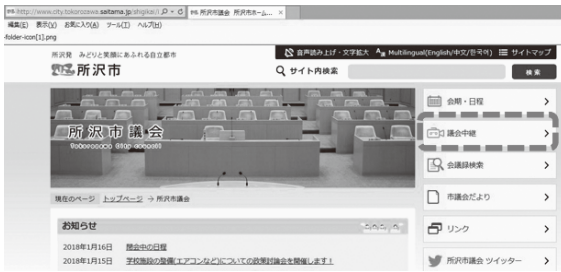 http://www.city.tokorozawa.saitama.jp/shigikai/
所沢市議会 所沢市ホーム...
編集(E) 表示(V) お気に入り(A) ツール(T) ヘルプ(H)
-folder-icon[1].png
所沢発 みどりと笑顔にあふれる自立都市
音声読み上げ・文字拡大 Multilingual(English/中文/한국어) サイトマップ
所沢市
サイト内検索
検索
所沢市議会
Tokorozawa City council
会期・日程
議会中継
会議録検索
市議会だより
リンク
所沢市議会 ツイッター
現在のページ トップページ → 所沢市議会
お知らせ
2018年1月16日 閉会中の日程
2018年1月15日 学校施設の整備(エアコンなど)についての政策討論会を開催します!